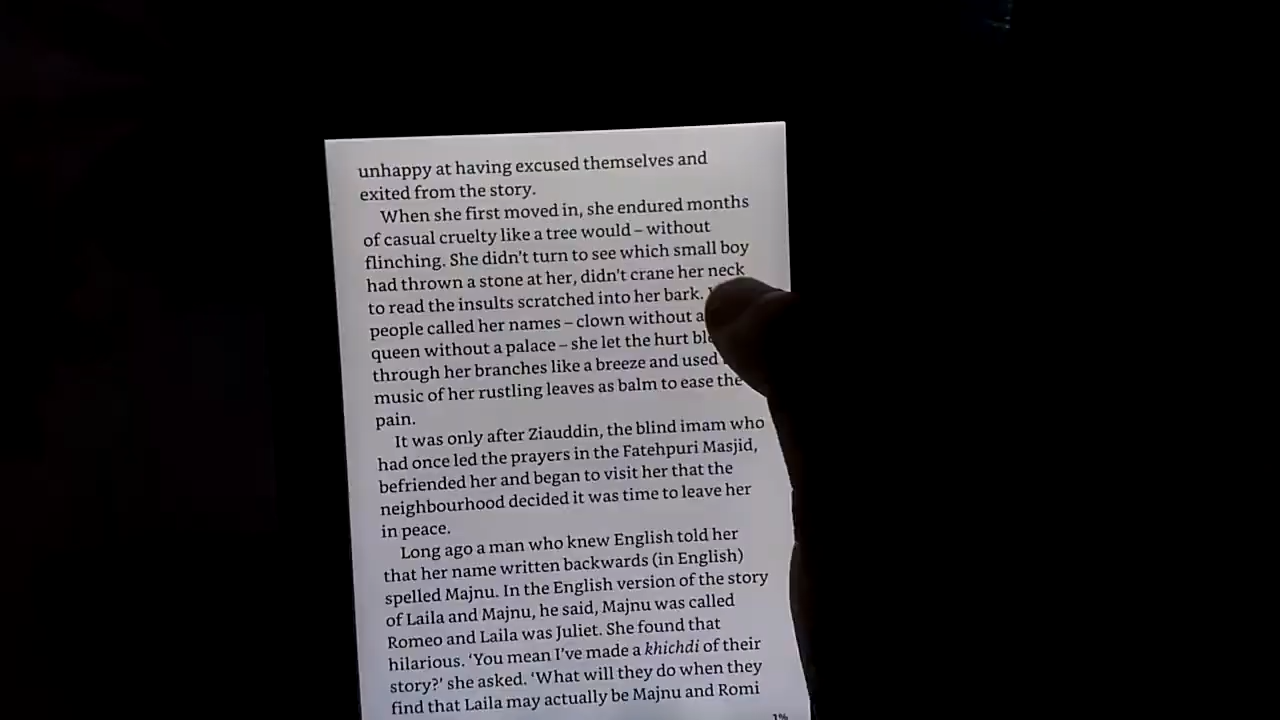 unhappy at having excused themselves and
exited from the story.
When she first moved in, she endured months
of casual cruelty like a tree would – without
flinching. She didn't turn to see which small boy
had thrown a stone at her, didn't crane her neck
to read the insults scratched into her bark.
people called her names – clown without a
queen without a palace – she let the hurt
through her branches like a breeze and used
music of her rustling leaves as balm to ease the
pain.
It was only after Ziauddin, the blind imam who
had once led the prayers in the Fatehpuri Masjid,
befriended her and began to visit her that the
neighbourhood decided it was time to leave her
in peace.
Long ago a man who knew English told her
that her name written backwards (in English)
spelled Majnu. In the English version of the story
of Laila and Majnu, he said, Majnu was called
Romeo and Laila was Juliet. She found that
hilarious. ‘You mean I've made a khichdi of their
story?’ she asked. ‘What will they do when they
find that Laila may actually be Majnu and Romi
1%